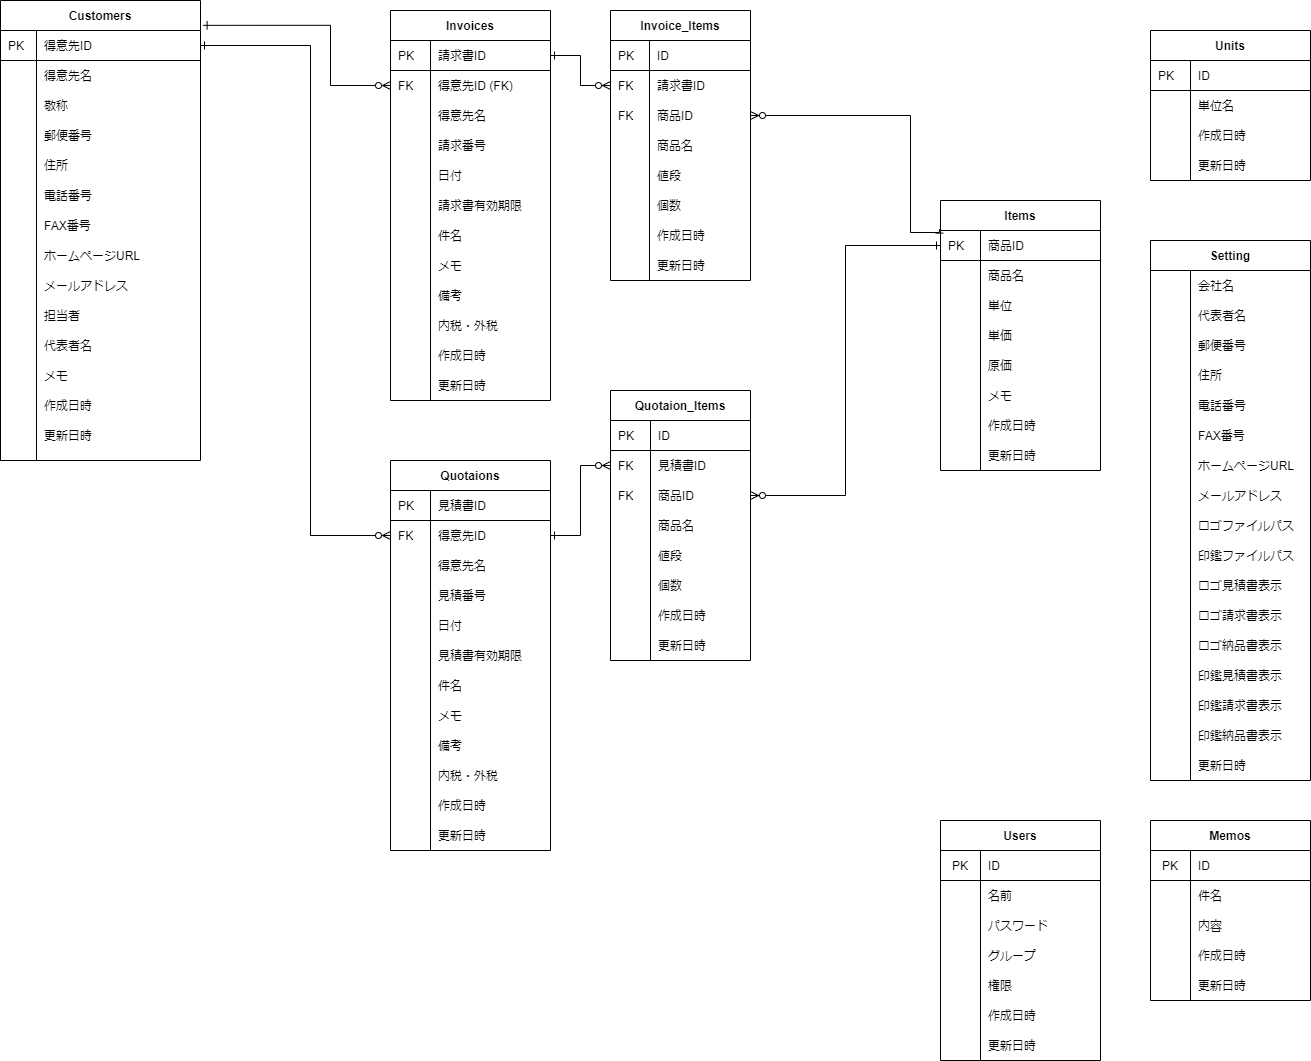 Customers
PK 得意先ID
得意先名
敬称
郵便番号
住所
電話番号
FAX番号
ホームページURL
メールアドレス
担当者
代表者名
メモ
作成日時
更新日時
Invoices
PK 請求書ID
FK 得意先ID (FK)
得意先名
請求番号
日付
請求書有効期限
件名
メモ
備考
内税・外税
作成日時
更新日時
Invoice_Items
PK ID
FK 請求書ID
FK 商品ID
商品名
値段
個数
作成日時
更新日時
Quotaions
PK 見積書ID
FK 得意先ID
得意先名
見積番号
日付
見積書有効期限
件名
メモ
備考
内税・外税
作成日時
更新日時
Quotaion_Items
PK ID
FK 見積書ID
FK 商品ID
商品名
値段
個数
作成日時
更新日時
Items
PK 商品ID
商品名
単位
単価
原価
メモ
作成日時
更新日時
Units
PK ID
単位名
作成日時
更新日時
Setting
会社名
代表者名
郵便番号
住所
電話番号
FAX番号
ホームページURL
メールアドレス
ロゴファイルパス
印鑑ファイルパス
ロゴ見積書表示
ロゴ請求書表示
ロゴ納品書表示
印鑑見積書表示
印鑑請求書表示
印鑑納品書表示
更新日時
Users
PK ID
名前
パスワード
グループ
権限
作成日時
更新日時
Memos
PK ID
件名
内容
作成日時
更新日時